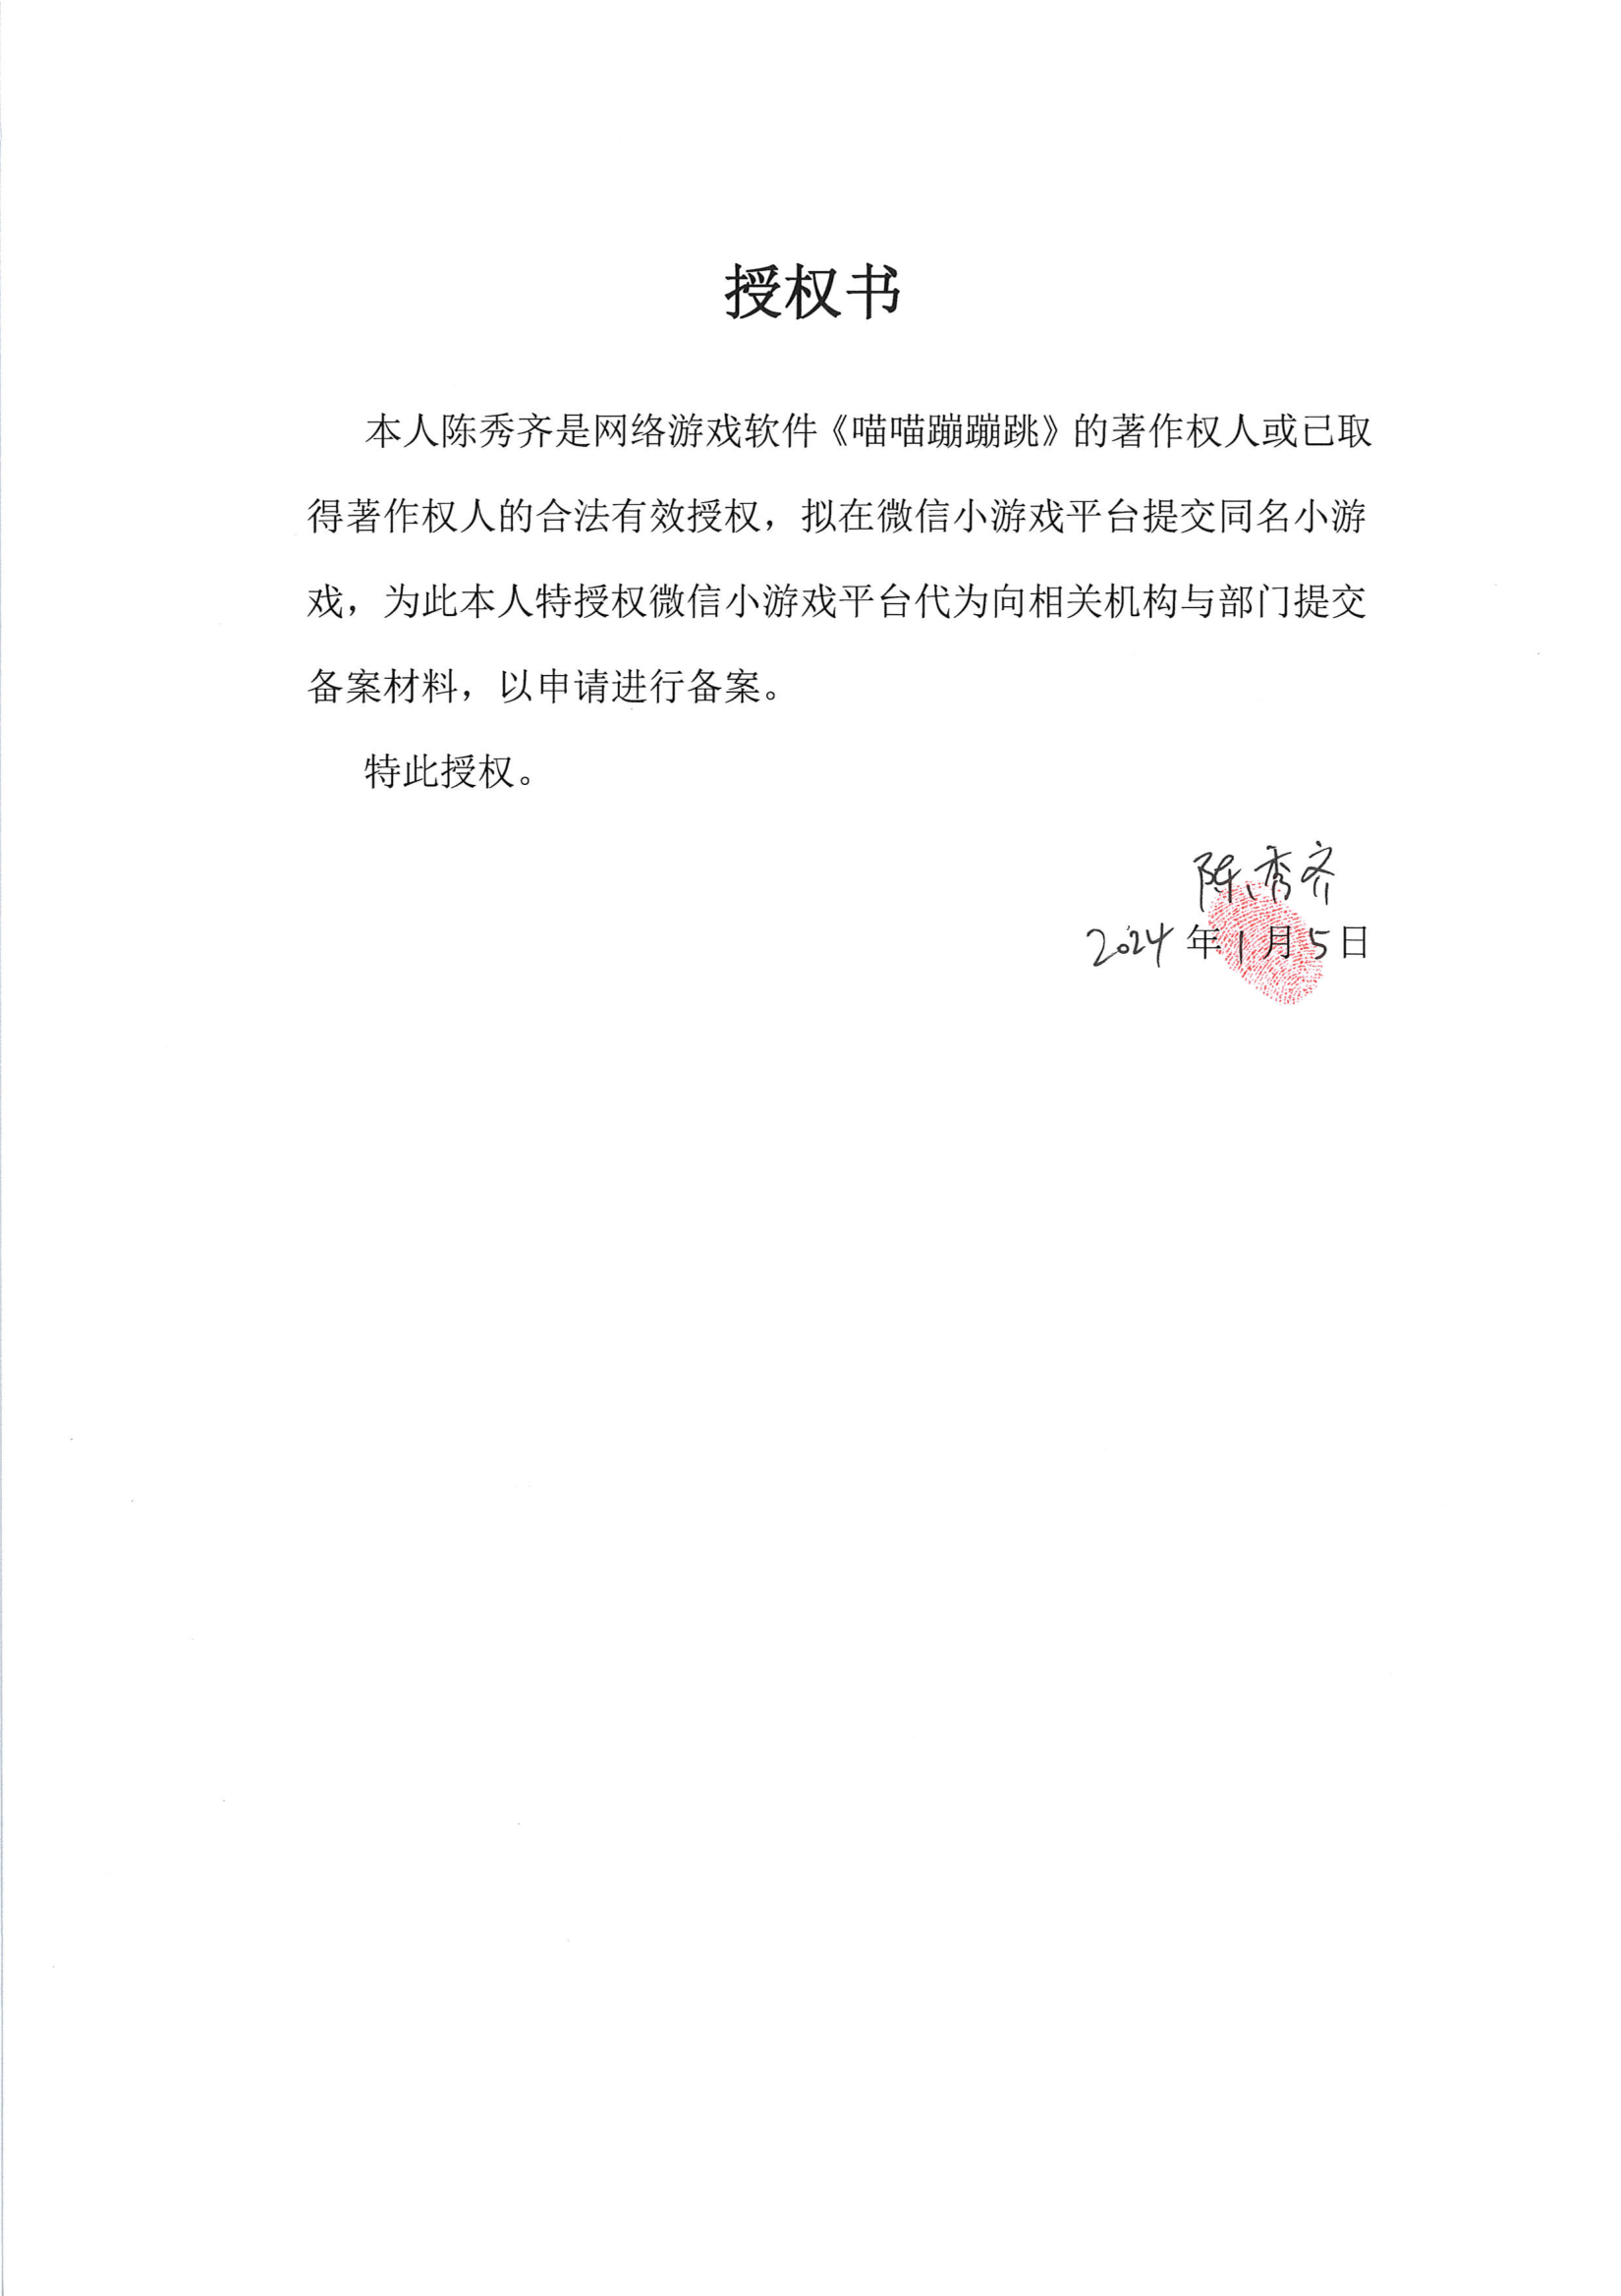 授权书
本人陈秀齐是网络游戏软件《喵喵蹦蹦跳》的著作权人或已取
得著作权人的合法有效授权，拟在微信小游戏平台提交同名小游
戏，为此本人特授权微信小游戏平台代为向相关机构与部门提交
备案材料，以申请进行备案。
特此授权。
陈秀齐
2024年1月5日